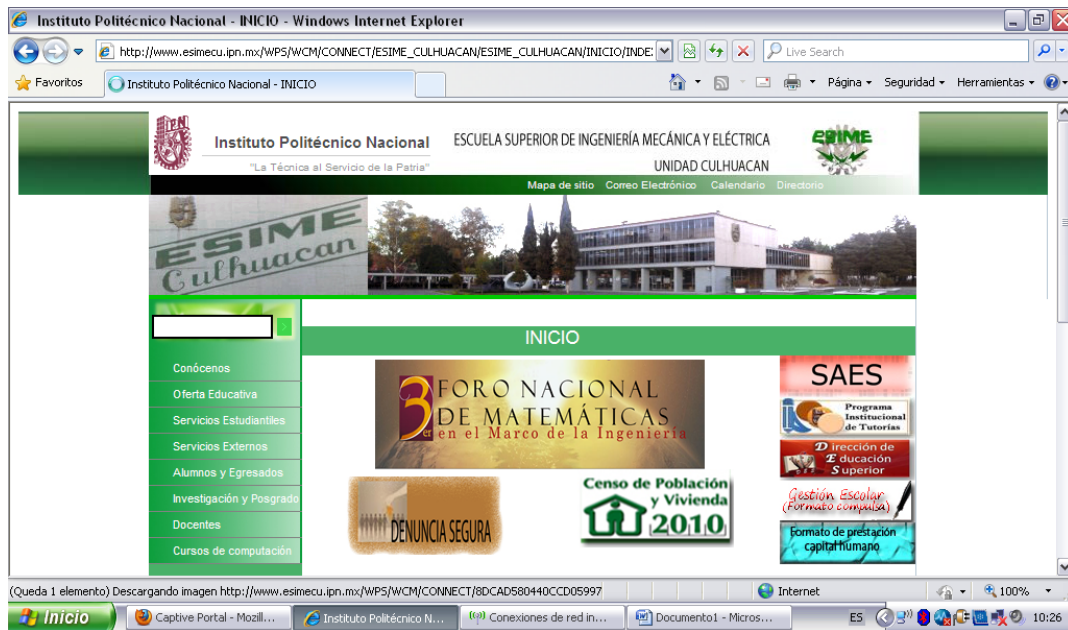 Instituto Politécnico Nacional - INICIO - Windows Internet Explorer
http://www.esimecu.ipn.mx/WPS/WCM/CONNECT/ESIME_CULHUACAN/ESIME_CULHUACAN/INICIO/INDE
Live Search
Favoritos
Instituto Politécnico Nacional - INICIO
Página
Seguridad
Herramientas
IPN
Instituto Politécnico Nacional
"La Técnica al Servicio de la Patria"
ESCUELA SUPERIOR DE INGENIERÍA MECÁNICA Y ELÉCTRICA
UNIDAD CULHUACAN
ESIME
Mapa de sitio Correo Electrónico Calendario Directorio
ESIME
Culhuacan
INICIO
Conócenos
Oferta Educativa
Servicios Estudiantiles
Servicios Externos
Alumnos y Egresados
Investigación y Posgrado
Docentes
Cursos de computación
3er FORO NACIONAL
DE MATEMÁTICAS
en el Marco de la Ingeniería
DENUNCIA SEGURA
Censo de Población
y Vivienda
2010
SAES
Programa
Institucional
de Tutorías
Dirección de
Educación
Superior
Gestión Escolar
(Formato compulsa)
Formato de prestación
capital humano
(Queda 1 elemento) Descargando imagen http://www.esimecu.ipn.mx/WPS/WCM/CONNECT/8DCAD580440CCD05997
Internet
100%
Inicio
Captive Portal - Mozill...
Instituto Politécnico N...
Conexiones de red in...
Documento1 - Micros...
ES
10:26